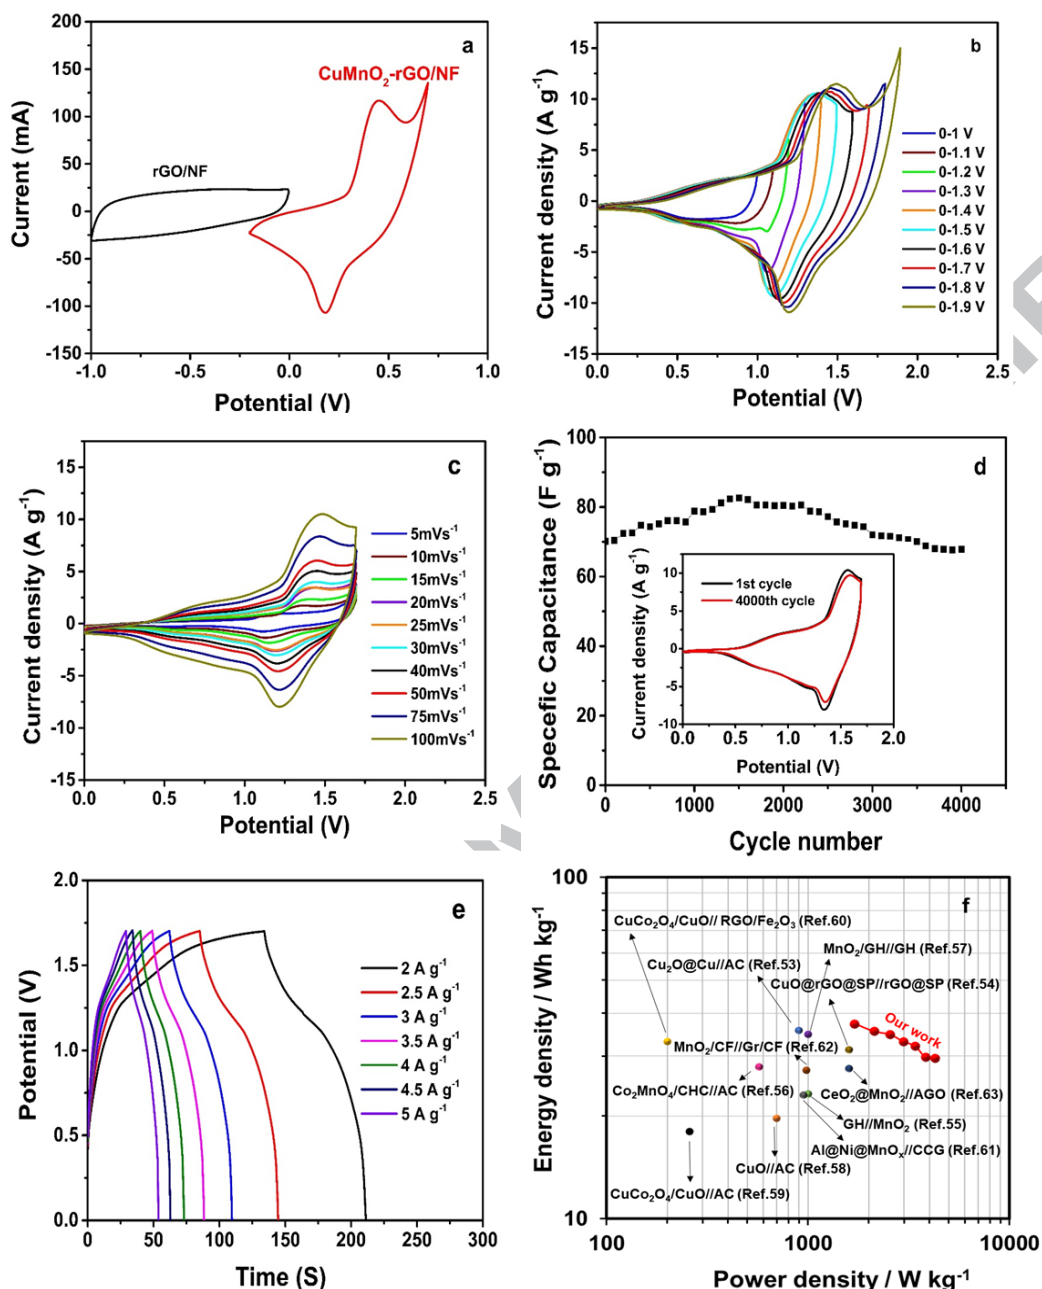 a
CuMnO2-rGO/NF
rGO/NF
Current (mA)
200
150
100
50
0
-50
-100
-150
-1.0
-0.5
0.0
0.5
1.0
Potential (V)
b
Current density (A g-1)
15
10
5
0
-5
-10
-15
0-1 V
0-1.1 V
0-1.2 V
0-1.3 V
0-1.4 V
0-1.5 V
0-1.6 V
0-1.7 V
0-1.8 V
0-1.9 V
0.0
0.5
1.0
1.5
2.0
2.5
Potential (V)
c
Current density (A g-1)
15
10
5
0
-5
-10
-15
5mVs-1
10mVs-1
15mVs-1
20mVs-1
25mVs-1
30mVs-1
40mVs-1
50mVs-1
75mVs-1
100mVs-1
0.0
0.5
1.0
1.5
2.0
2.5
Potential (V)
d
Specefic Capacitance (F g-1)
100
80
60
40
20
0
1st cycle
4000th cycle
Current density (A g-1)
10
5
0
-5
-10
0.0
0.5
1.0
1.5
2.0
Potential (V)
0
1000
2000
3000
4000
Cycle number
e
Potential (V)
2.0
1.5
1.0
0.5
0.0
2 A g-1
2.5 A g-1
3 A g-1
3.5 A g-1
4 A g-1
4.5 A g-1
5 A g-1
0
50
100
150
200
250
300
Time (S)
f
Energy density / Wh kg-1
100
10
CuCo2O4/CuO// RGO/Fe2O3 (Ref.60)
MnO2/GH//GH (Ref.57)
Cu2O@Cu//AC (Ref.53)
CuO@rGO@SP//rGO@SP (Ref.54)
Our work
MnO2/CF//Gr/CF (Ref.62)
Co2MnO4/CHC//AC (Ref.56)
CeO2@MnO2//AGO (Ref.63)
GH//MnO2 (Ref.55)
Al@Ni@MnOx//CCG (Ref.61)
CuO//AC (Ref.58)
CuCo2O4/CuO//AC (Ref.59)
100
1000
10000
Power density / W kg-1